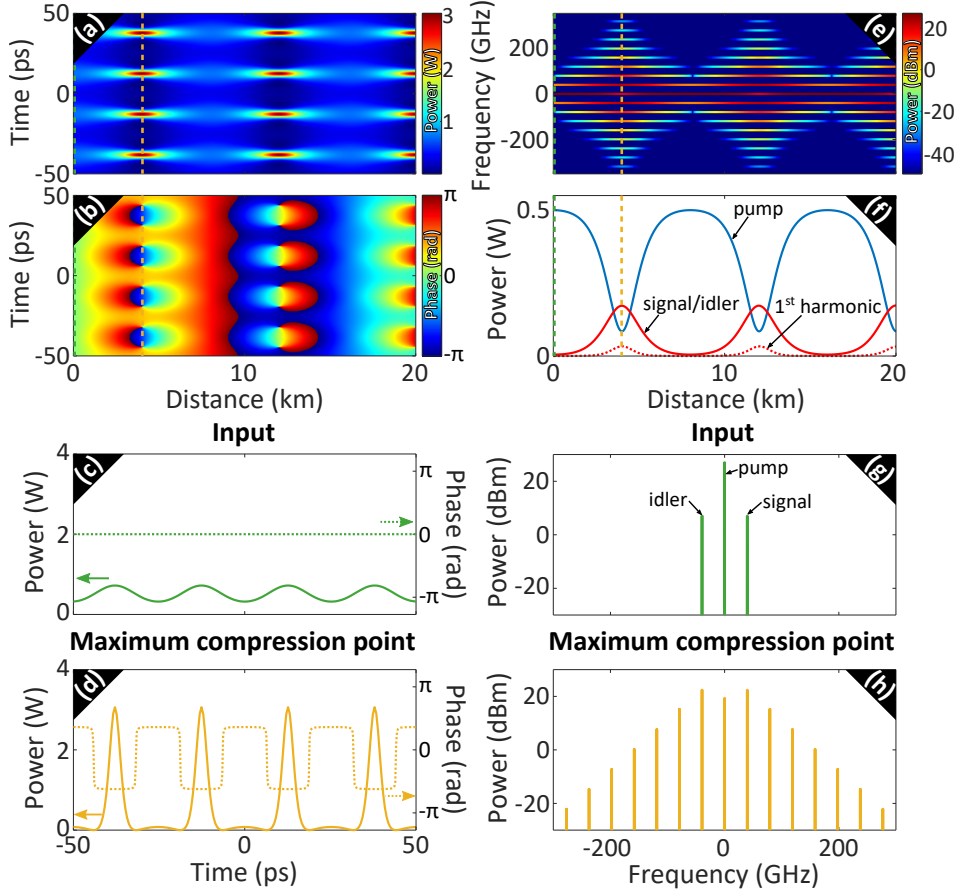 (a)
Time (ps)
50
0
-50
Power (W)
3
2
1
(e)
Frequency (GHz)
200
0
-200
Power (dBm)
20
0
-20
-40
(b)
Time (ps)
50
0
-50
0
10
20
Distance (km)
Phase (rad)
π
0
-π
(f)
Power (W)
0.5
0
pump
signal/idler
1st harmonic
0
10
20
Distance (km)
Input
(c)
Power (W)
4
2
0
Phase (rad)
π
0
-π
Input
(g)
Power (dBm)
20
0
-20
pump
idler
signal
Maximum compression point
(d)
Power (W)
4
2
0
Phase (rad)
π
0
-π
-50
0
50
Time (ps)
Maximum compression point
(h)
Power (dBm)
20
0
-20
-200
0
200
Frequency (GHz)